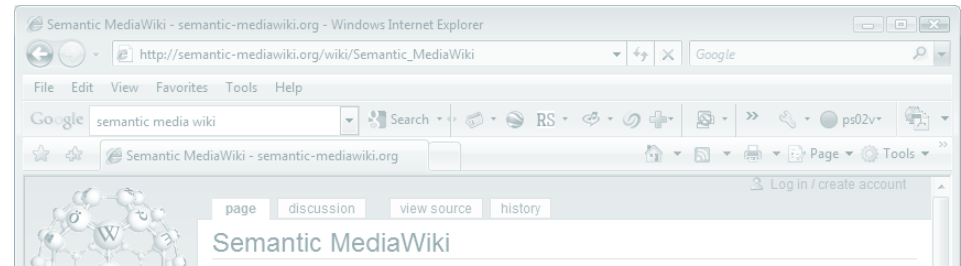 Semantic MediaWiki - semantic-mediawiki.org - Windows Internet Explorer
http://semantic-mediawiki.org/wiki/Semantic_MediaWiki Google
File Edit View Favorites Tools Help
Google semantic media wiki Search RS ps02v
Semantic MediaWiki - semantic-mediawiki.org Page Tools
Log in / create account
page discussion view source history
W
Semantic MediaWiki